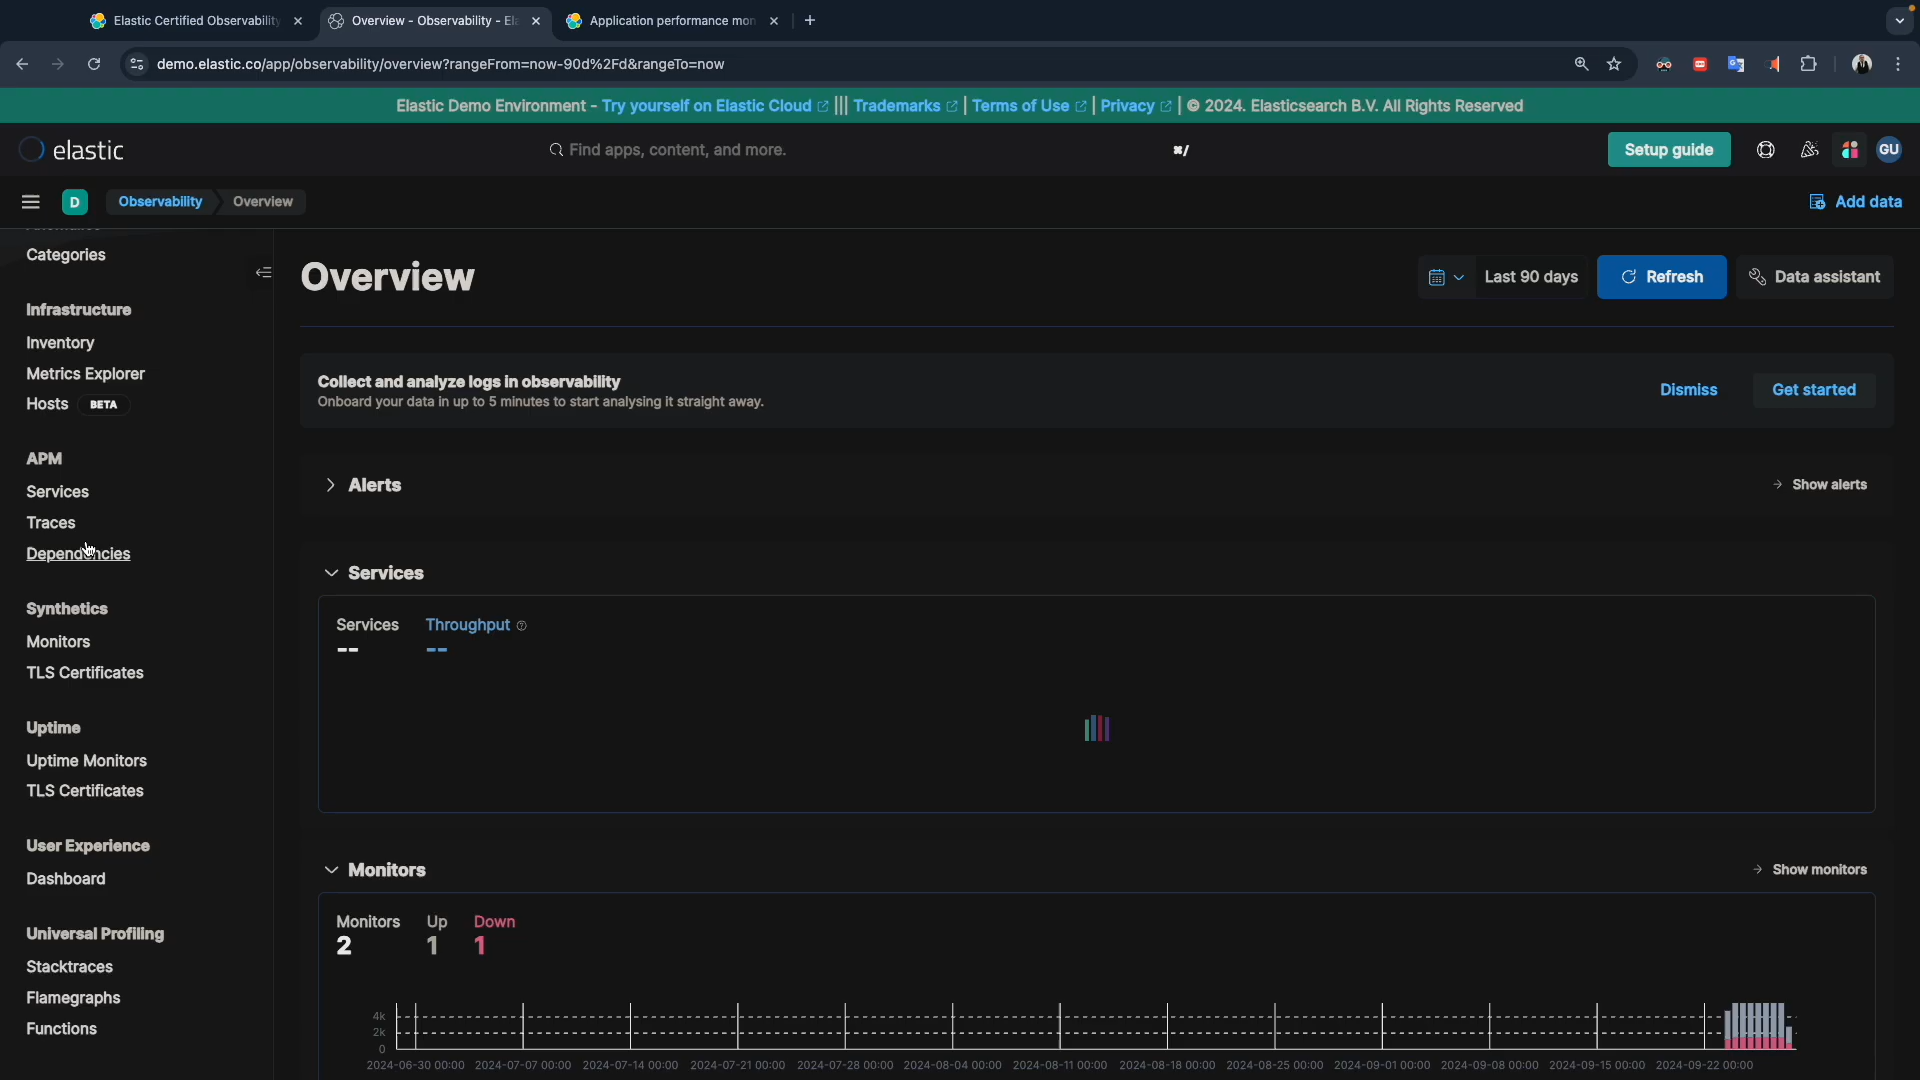 Elastic Certified Observability
Overview - Observability - El
Application performance mon
demo.elastic.co/app/observability/overview?rangeFrom=now-90d%2Fd&rangeTo=now
Elastic Demo Environment - Try yourself on Elastic Cloud ||| Trademarks | Terms of Use | Privacy | © 2024. Elasticsearch B.V. All Rights Reserved
elastic
Find apps, content, and more.
⌘/
Setup guide
GU
D
Observability
Overview
Add data
Categories
Infrastructure
Inventory
Metrics Explorer
Hosts BETA
APM
Services
Traces
Dependencies
Synthetics
Monitors
TLS Certificates
Uptime
Uptime Monitors
TLS Certificates
User Experience
Dashboard
Universal Profiling
Stacktraces
Flamegraphs
Functions
Overview
Last 90 days
Refresh
Data assistant
Collect and analyze logs in observability
Onboard your data in up to 5 minutes to start analysing it straight away.
Dismiss
Get started
Alerts
Show alerts
Services
Services Throughput
-- --
Monitors
Show monitors
Monitors Up Down
2 1 1
4k
2k
0
2024-06-30 00:00 2024-07-07 00:00 2024-07-14 00:00 2024-07-21 00:00 2024-07-28 00:00 2024-08-04 00:00 2024-08-11 00:00 2024-08-18 00:00 2024-08-25 00:00 2024-09-01 00:00 2024-09-08 00:00 2024-09-15 00:00 2024-09-22 00:00